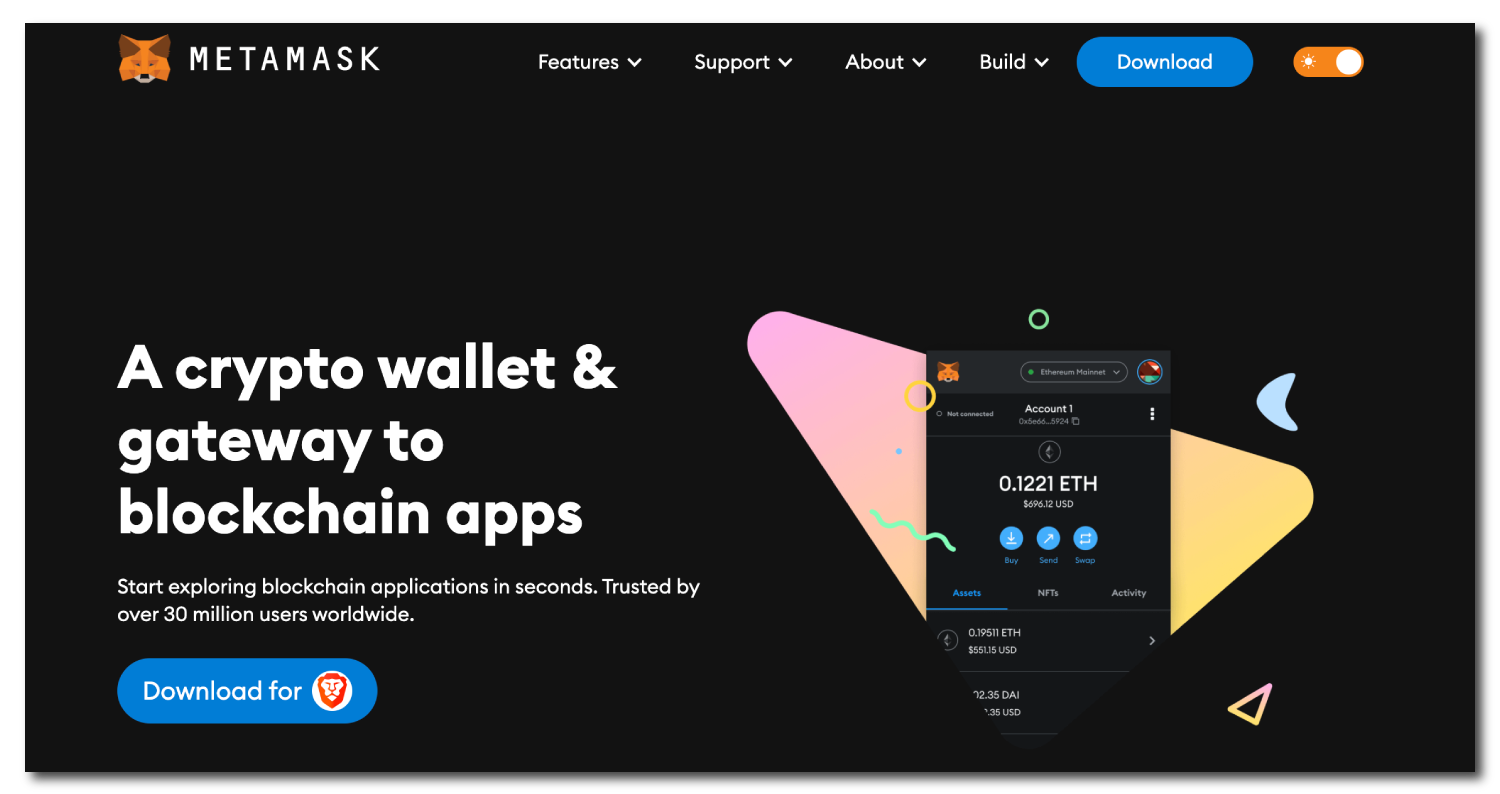 METAMASK
Features
Support
About
Build
Download
A crypto wallet &
gateway to
blockchain apps
Start exploring blockchain applications in seconds. Trusted by
over 30 million users worldwide.
Download for
Ethereum Mainnet
Not connected
Account 1
0x5e66...5924
0.1221 ETH
$696.12 USD
Buy Send Swap
Assets NFTs Activity
0.19511 ETH
$551.15 USD
02.35 DAI
.35 USD